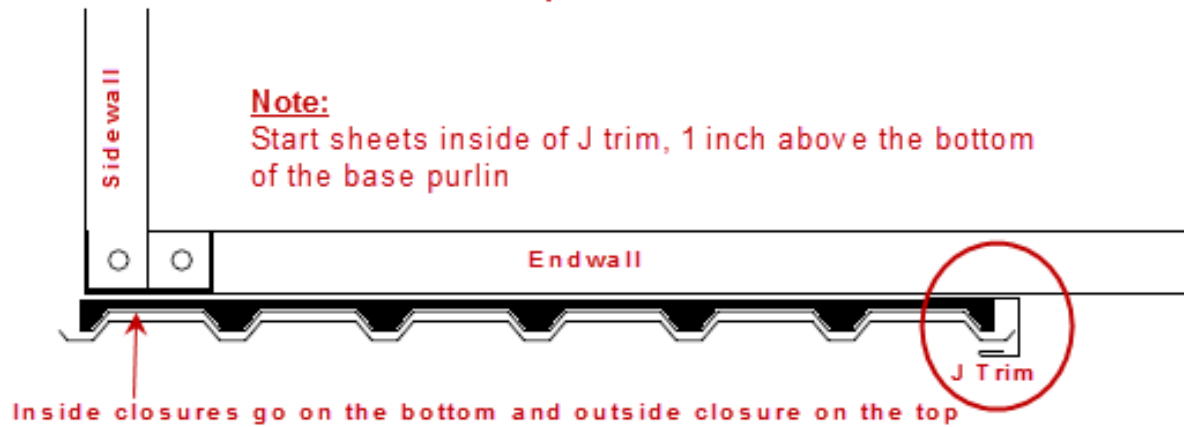 Sidewall
Note:
Start sheets inside of J trim, 1 inch above the bottom
of the base purlin
Endwall
J Trim
Inside closures go on the bottom and outside closure on the top